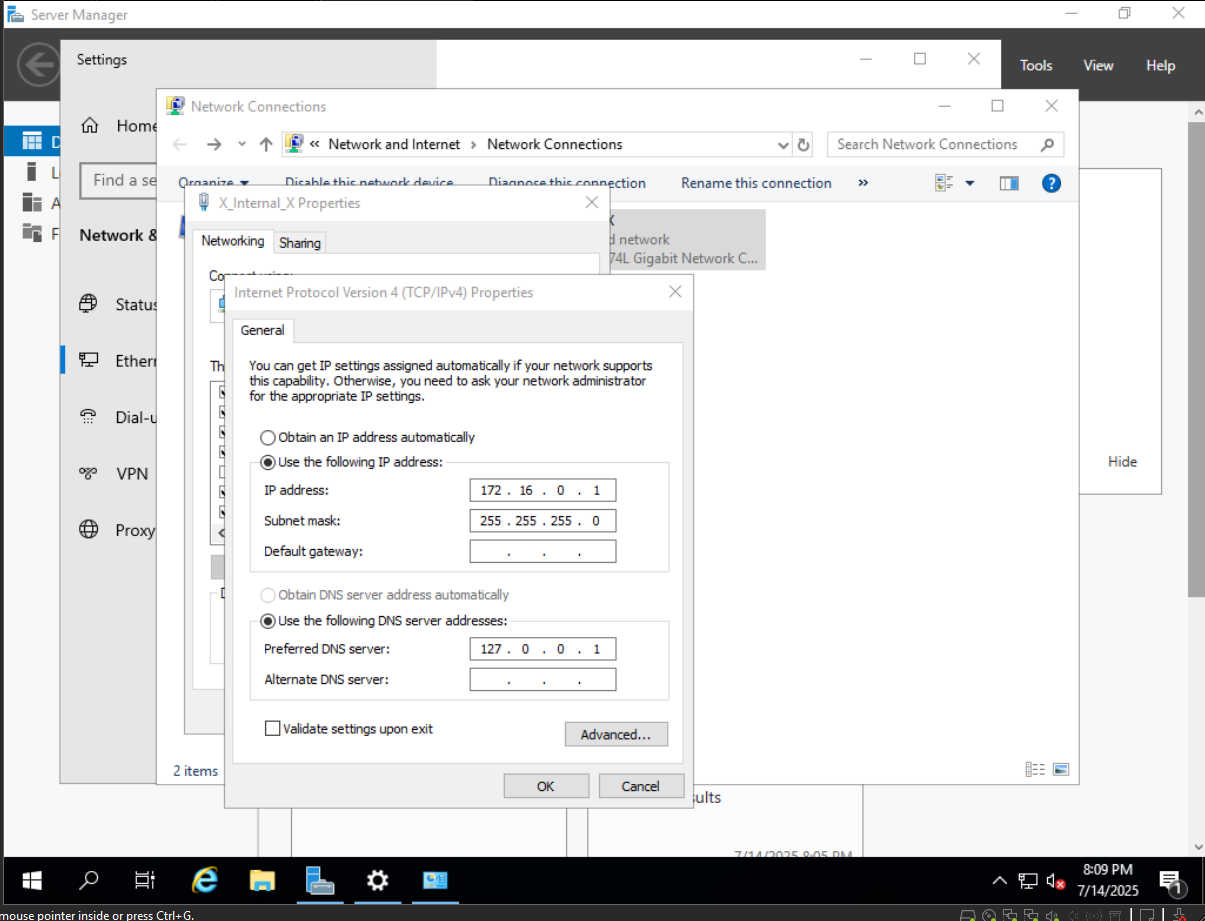 Server Manager
Tools View Help
Settings
Home
Find a se
Network &
Status
Dial-u
VPN
Proxy
Network Connections
« Network and Internet › Network Connections
Search Network Connections
Organize Disable this network device Diagnose this connection Rename this connection »
X_Internal_X Properties
Networking Sharing
d network
74L Gigabit Network C...
Internet Protocol Version 4 (TCP/IPv4) Properties
General
You can get IP settings assigned automatically if your network supports
this capability. Otherwise, you need to ask your network administrator
for the appropriate IP settings.
Obtain an IP address automatically
Use the following IP address:
IP address: 172 . 16 . 0 . 1
Subnet mask: 255 . 255 . 255 . 0
Default gateway: . . .
Obtain DNS server address automatically
Use the following DNS server addresses:
Preferred DNS server: 127 . 0 . 0 . 1
Alternate DNS server: . . .
Validate settings upon exit
Advanced...
OK Cancel
Hide
2 items
ults
7/14/2025 8:05 PM
8:09 PM
7/14/2025
1
mouse pointer inside or press Ctrl+G.